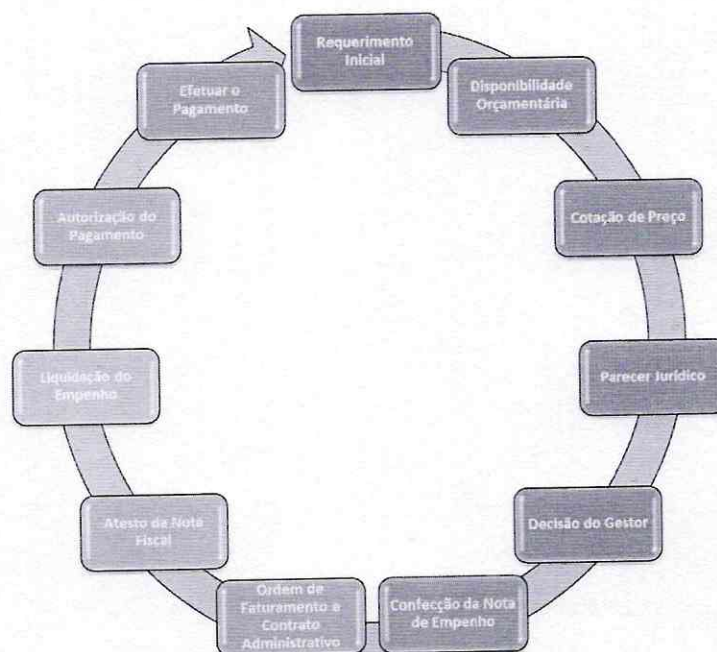 Requerimento
Inicial
Disponibilidade
Orçamentária
Cotação de Preço
Parecer Jurídico
Decisão do Gestor
Confecção da Nota
de Empenho
Ordem de
Faturamento e
Contrato
Administrativo
Atesto da Nota
Fiscal
Liquidação do
Empenho
Autorização do
Pagamento
Efetuar o
Pagamento